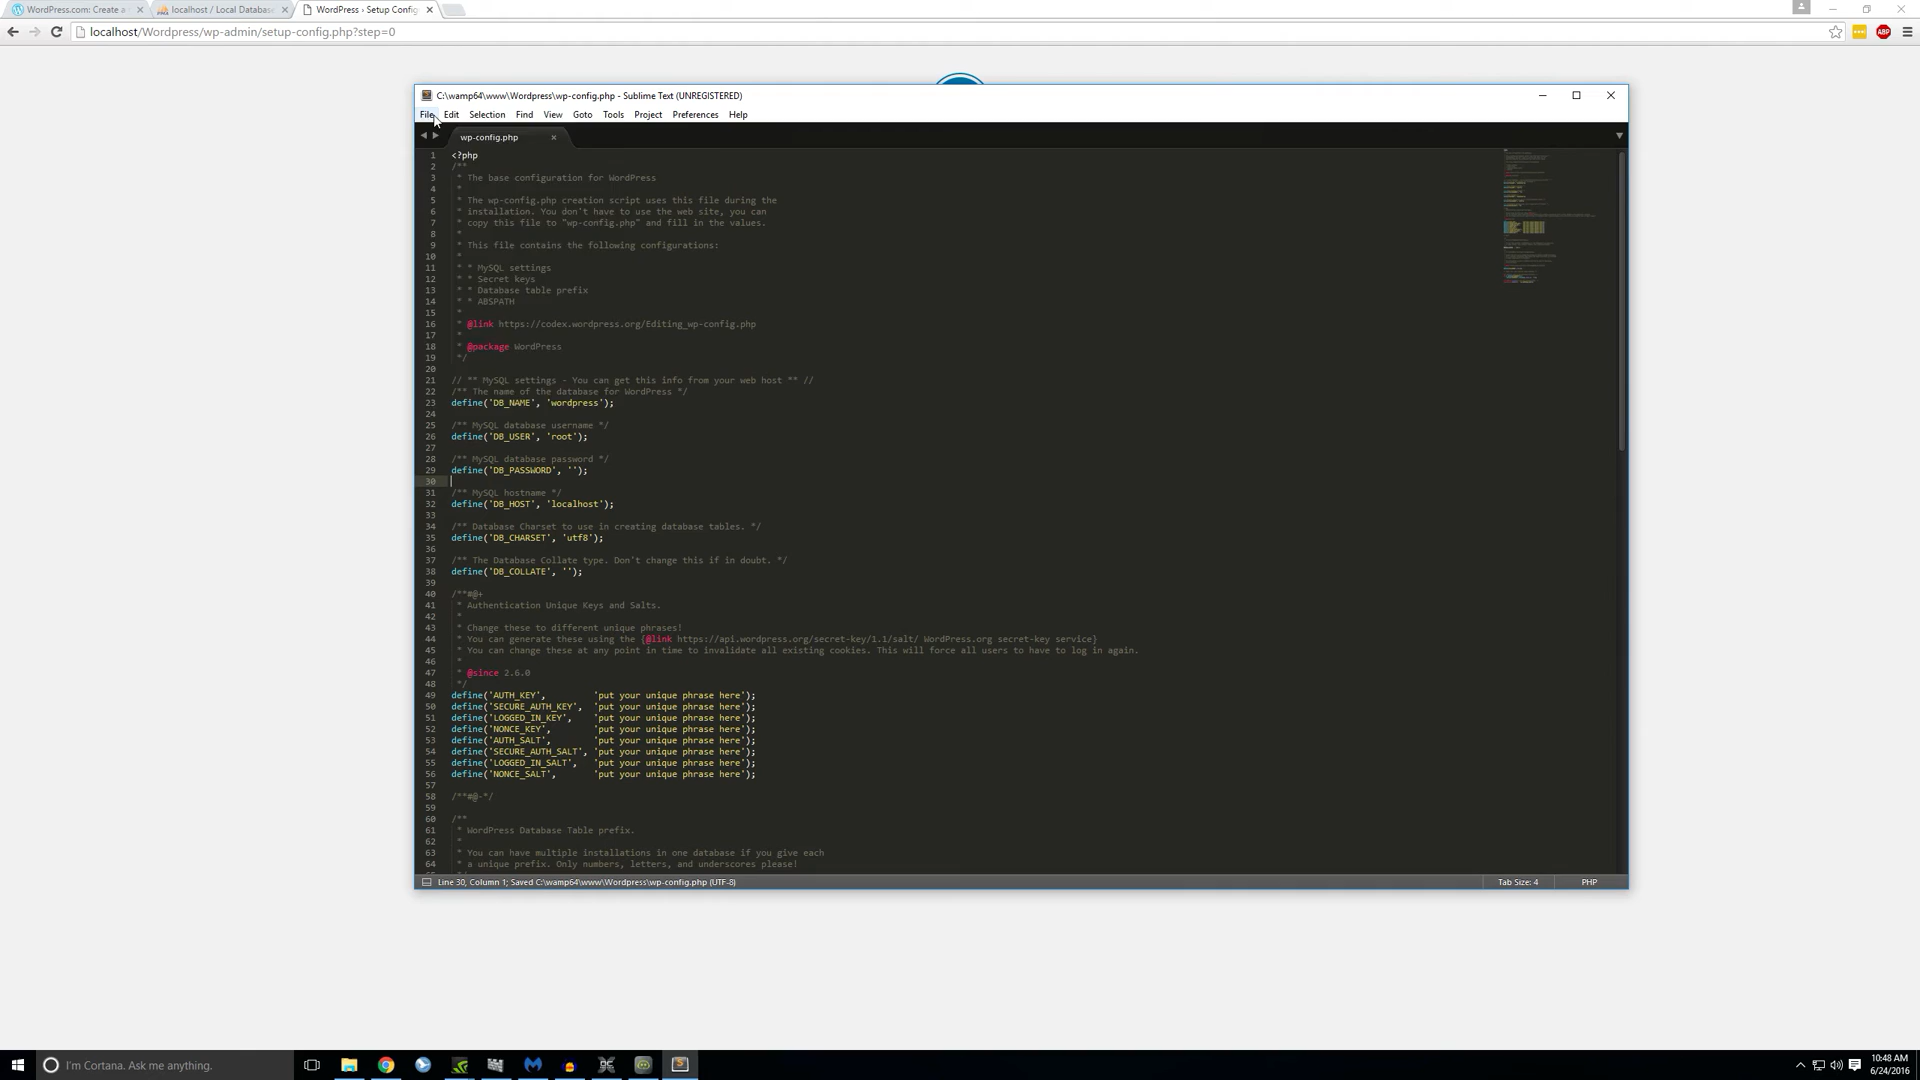 WordPress.com: Create a
localhost / Local Databas
WordPress › Setup Config
localhost/Wordpress/wp-admin/setup-config.php?step=0
ABP
C:\wamp64\www\Wordpress\wp-config.php - Sublime Text (UNREGISTERED)
File Edit Selection Find View Goto Tools Project Preferences Help
wp-config.php
1 <?php
2 /**
3 * The base configuration for WordPress
4 *
5 * The wp-config.php creation script uses this file during the
6 * installation. You don't have to use the web site, you can
7 * copy this file to "wp-config.php" and fill in the values.
8 *
9 * This file contains the following configurations:
10 *
11 * * MySQL settings
12 * * Secret keys
13 * * Database table prefix
14 * * ABSPATH
15 *
16 * @link https://codex.wordpress.org/Editing_wp-config.php
17 *
18 * @package WordPress
19 */
20
21 // ** MySQL settings - You can get this info from your web host ** //
22 /** The name of the database for WordPress */
23 define('DB_NAME', 'wordpress');
24
25 /** MySQL database username */
26 define('DB_USER', 'root');
27
28 /** MySQL database password */
29 define('DB_PASSWORD', '');
30
31 /** MySQL hostname */
32 define('DB_HOST', 'localhost');
33
34 /** Database Charset to use in creating database tables. */
35 define('DB_CHARSET', 'utf8');
36
37 /** The Database Collate type. Don't change this if in doubt. */
38 define('DB_COLLATE', '');
39
40 /**#@+
41 * Authentication Unique Keys and Salts.
42 *
43 * Change these to different unique phrases!
44 * You can generate these using the {@link https://api.wordpress.org/secret-key/1.1/salt/ WordPress.org secret-key service}
45 * You can change these at any point in time to invalidate all existing cookies. This will force all users to have to log in again.
46 *
47 * @since 2.6.0
48 */
49 define('AUTH_KEY', 'put your unique phrase here');
50 define('SECURE_AUTH_KEY', 'put your unique phrase here');
51 define('LOGGED_IN_KEY', 'put your unique phrase here');
52 define('NONCE_KEY', 'put your unique phrase here');
53 define('AUTH_SALT', 'put your unique phrase here');
54 define('SECURE_AUTH_SALT', 'put your unique phrase here');
55 define('LOGGED_IN_SALT', 'put your unique phrase here');
56 define('NONCE_SALT', 'put your unique phrase here');
57
58 /**#@-*/
59
60 /**
61 * WordPress Database Table prefix.
62 *
63 * You can have multiple installations in one database if you give each
64 * a unique prefix. Only numbers, letters, and underscores please!
Line 30, Column 1; Saved C:\wamp64\www\Wordpress\wp-config.php (UTF-8)
Tab Size: 4
PHP
I'm Cortana. Ask me anything.
10:48 AM
6/24/2016